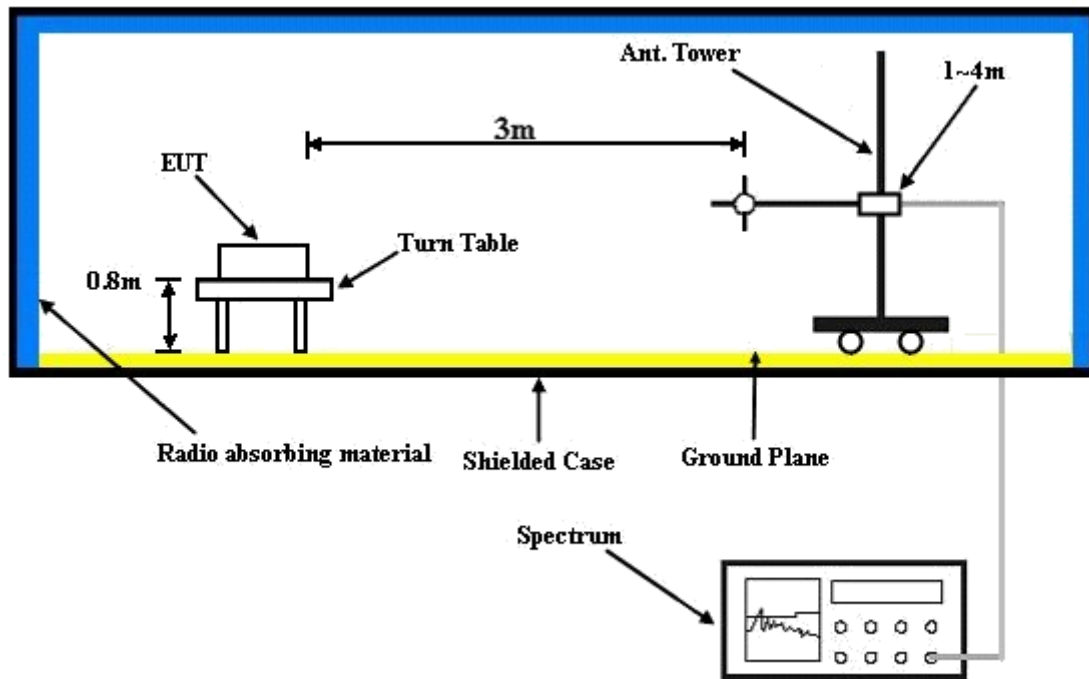 Ant. Tower
1~4m
3m
EUT
Turn Table
0.8m
Radio absorbing material
Shielded Case
Ground Plane
Spectrum